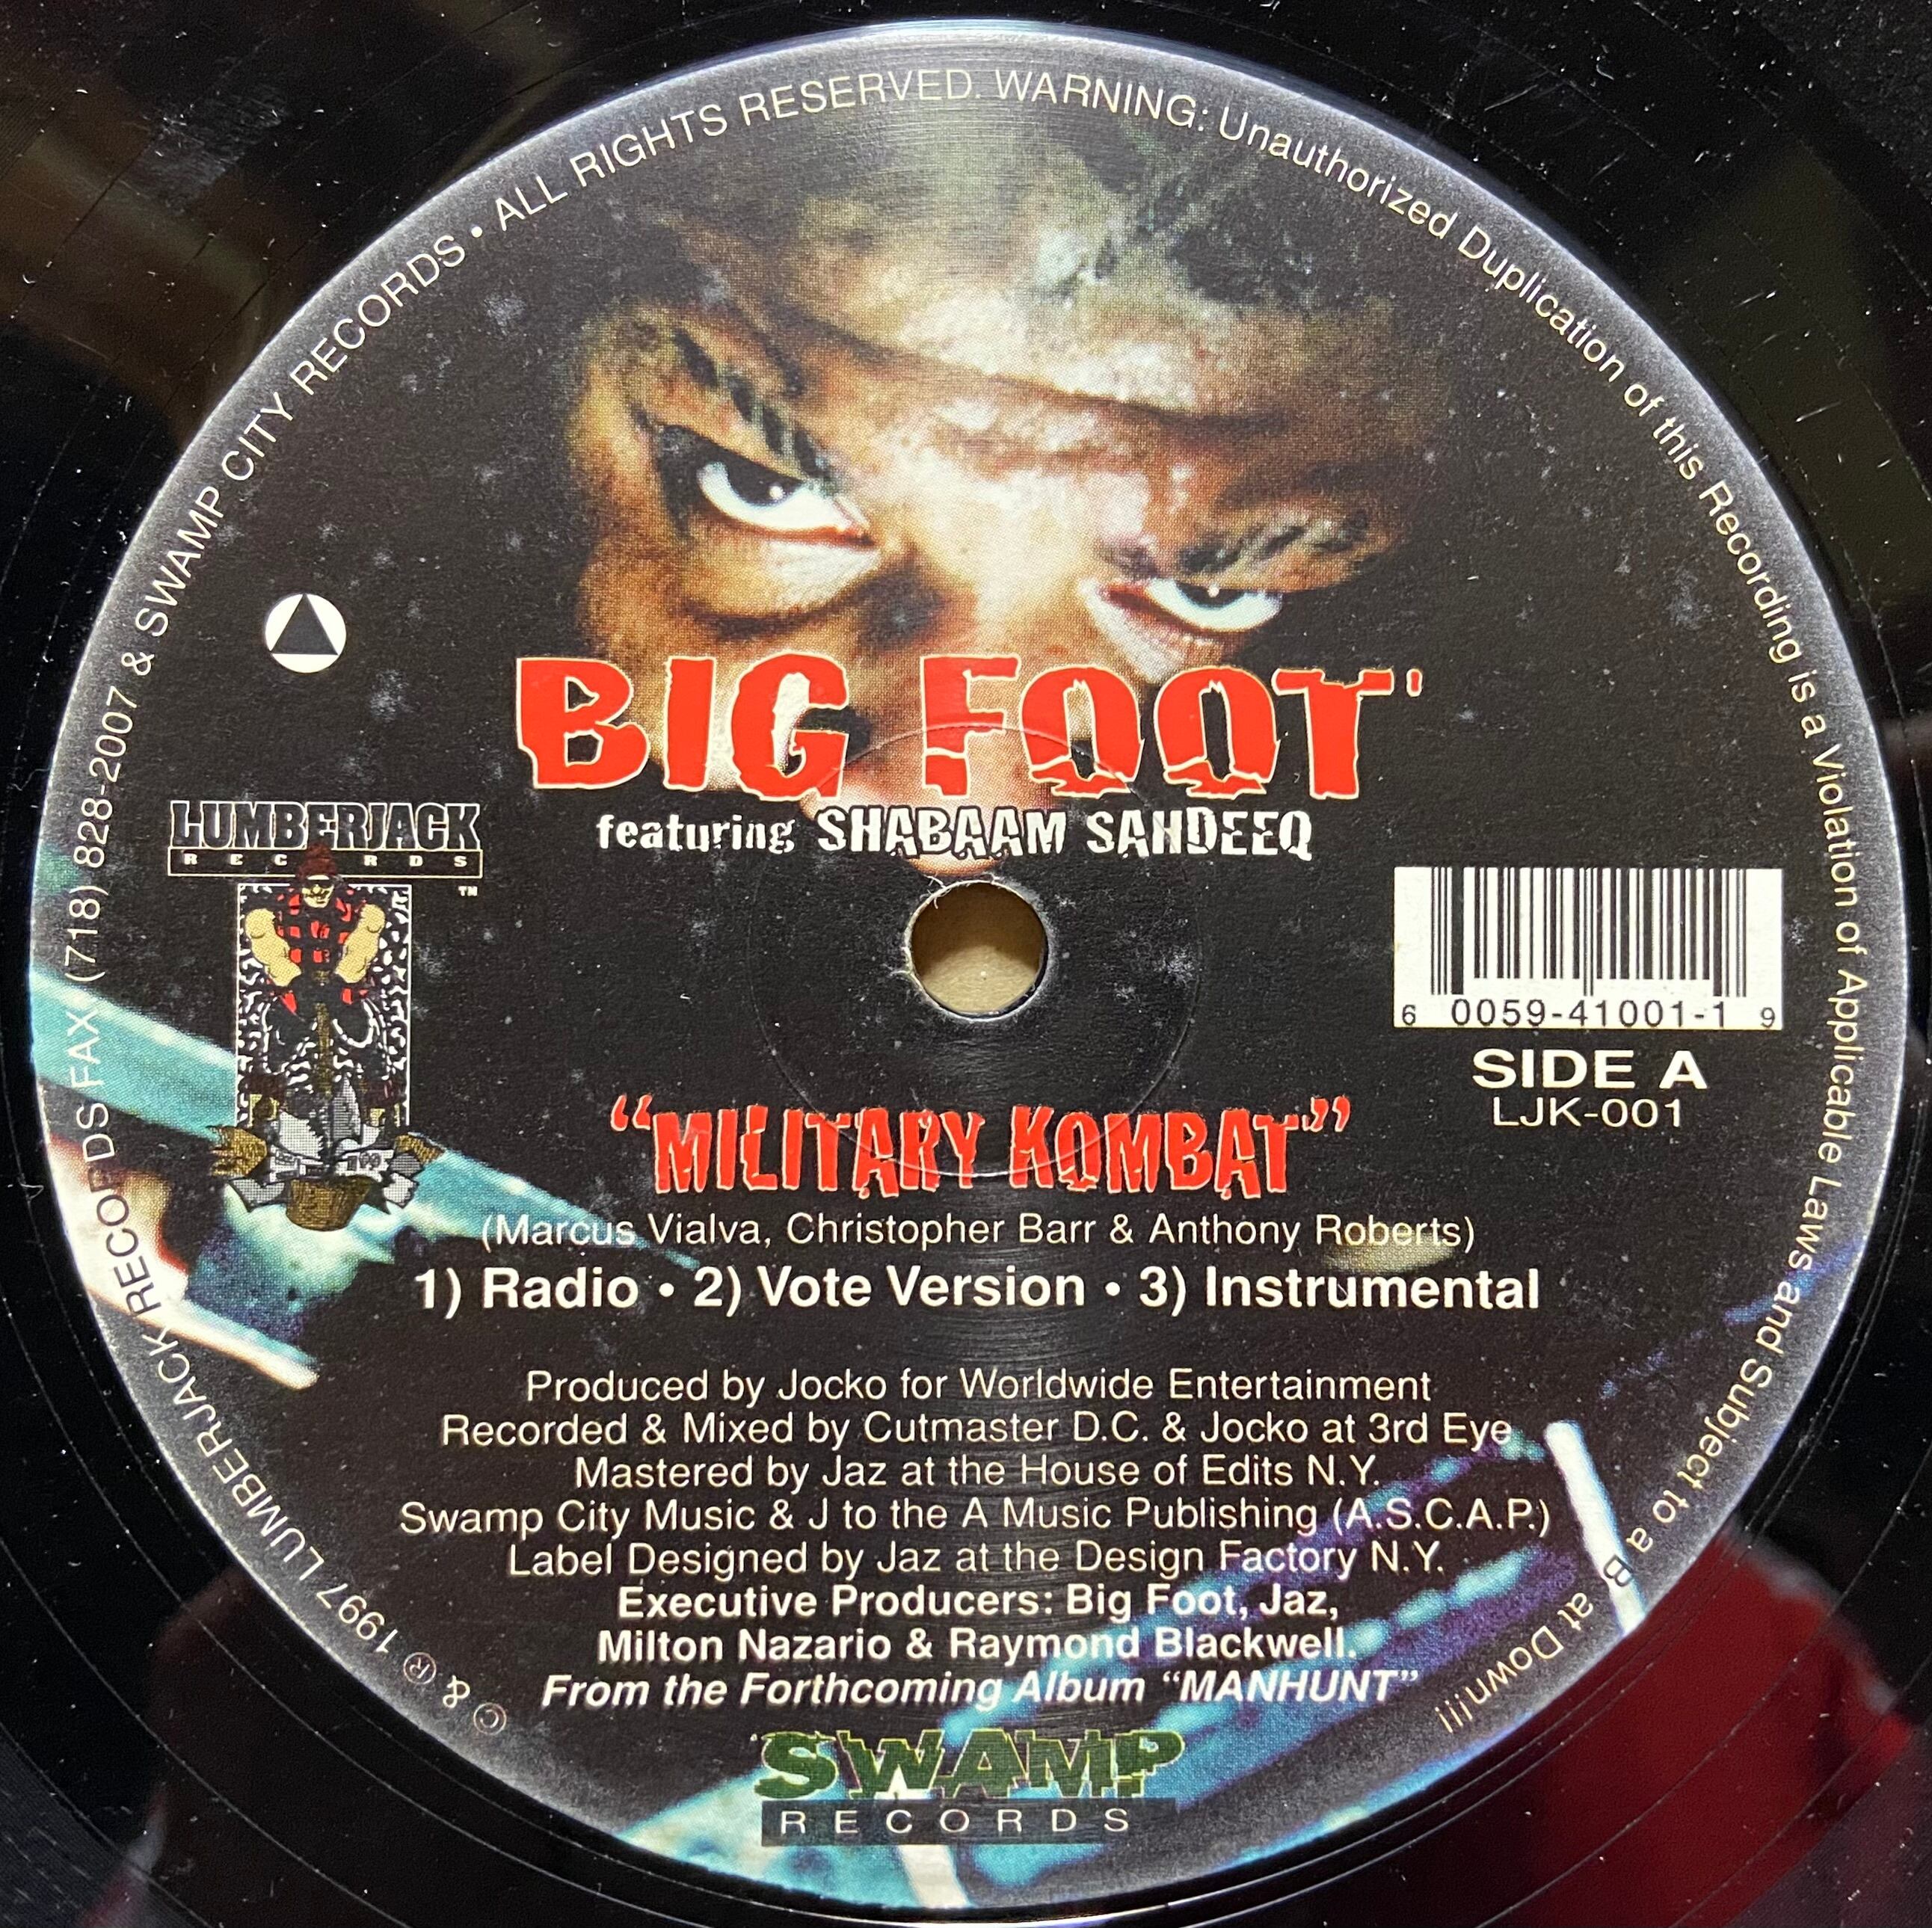 © & ℗ 1997 LUMBERJACK RECORDS FAX (718) 828-2007 & SWAMP CITY RECORDS • ALL RIGHTS RESERVED. WARNING: Unauthorized Duplication of this Recording is a Violation of Applicable Laws and Subject to a B at Down!!!
BIG FOOT'
featuring SHABAAM SAHDEEQ
LUMBERJACK
RECORDS
TM
6 0059-41001-1 9
SIDE A
LJK-001
“MILITARY KOMBAT”
(Marcus Vialva, Christopher Barr & Anthony Roberts)
1) Radio • 2) Vote Version • 3) Instrumental
Produced by Jocko for Worldwide Entertainment
Recorded & Mixed by Cutmaster D.C. & Jocko at 3rd Eye
Mastered by Jaz at the House of Edits N.Y.
Swamp City Music & J to the A Music Publishing (A.S.C.A.P.)
Label Designed by Jaz at the Design Factory N.Y.
Executive Producers: Big Foot, Jaz,
Milton Nazario & Raymond Blackwell.
From the Forthcoming Album “MANHUNT”
SWAMP
RECORDS